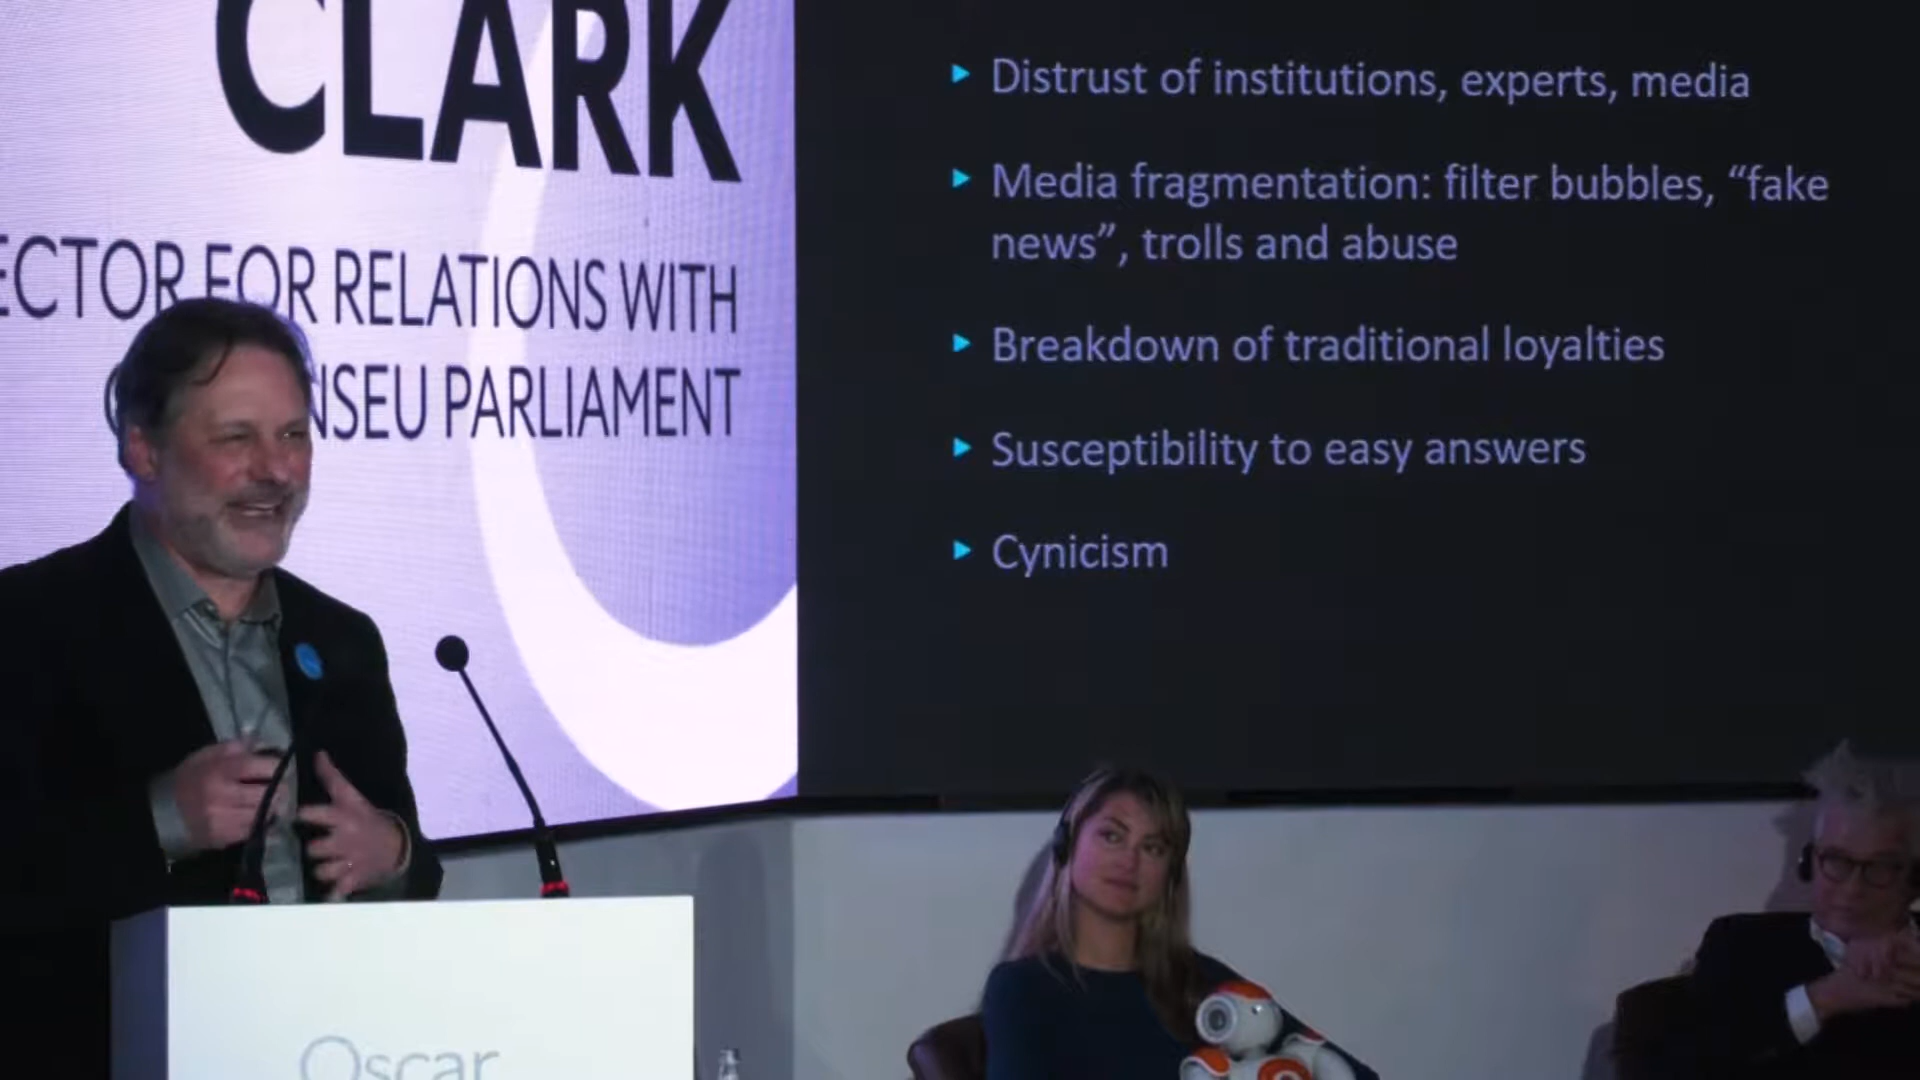 CLARK
ECTOR FOR RELATIONS WITH
NSEU PARLIAMENT
Distrust of institutions, experts, media
Media fragmentation: filter bubbles, “fake
news”, trolls and abuse
Breakdown of traditional loyalties
Susceptibility to easy answers
Cynicism
Oscar